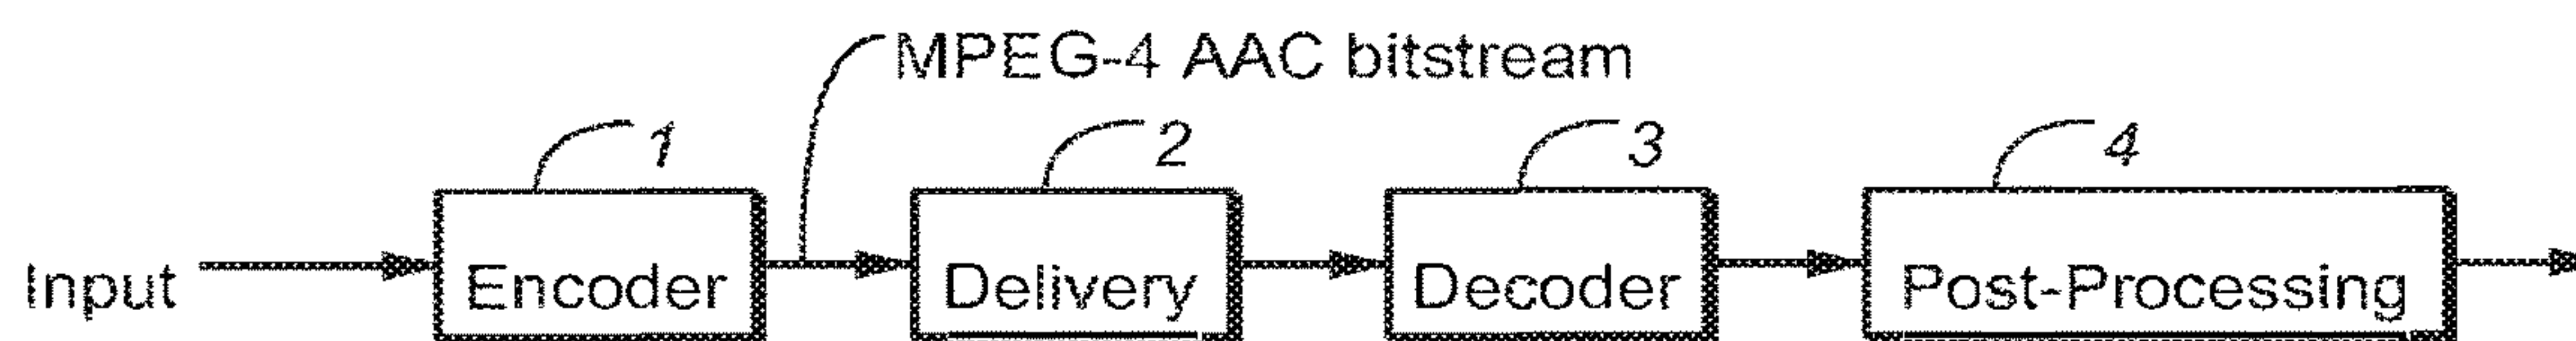 MPEG-4 AAC bitstream
1 2 3 4
Input Encoder Delivery Decoder Post-Processing